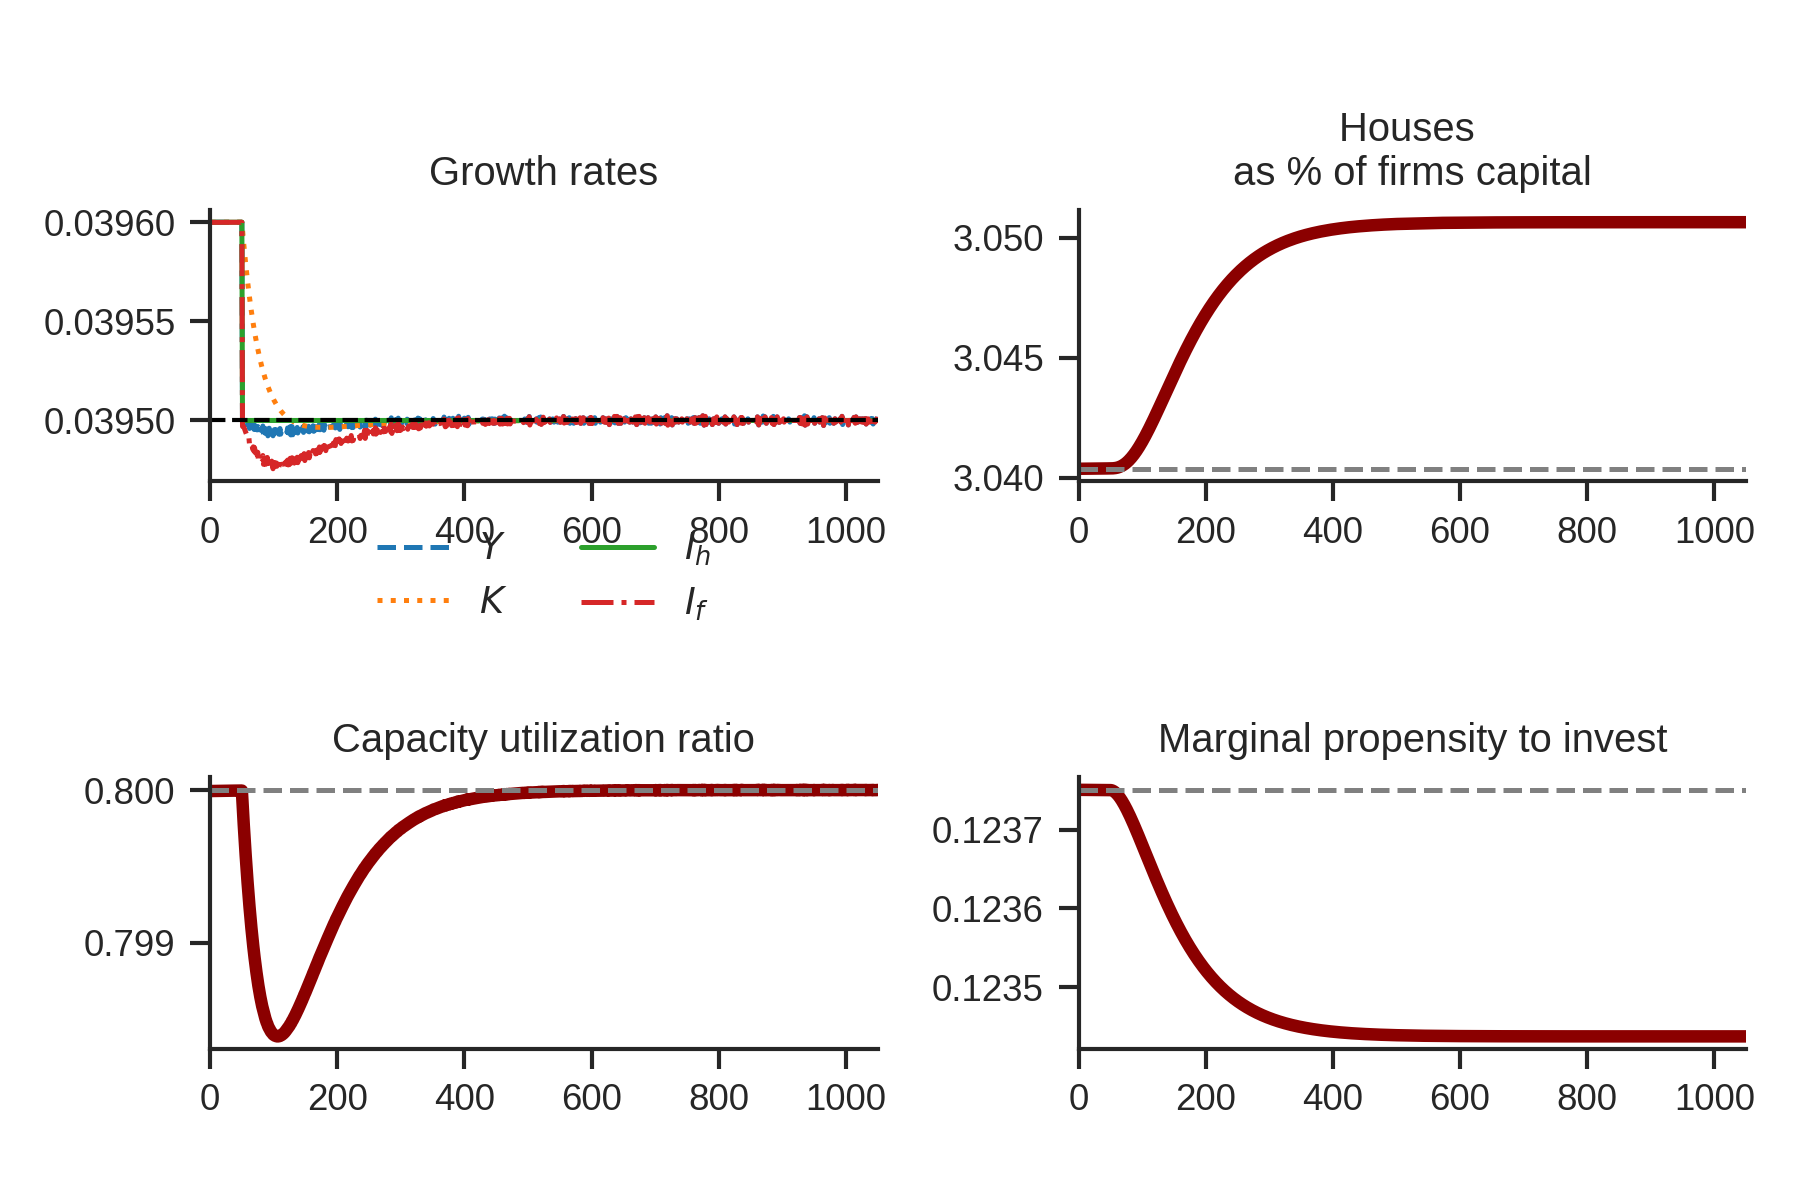 Growth rates
0.03960
0.03955
0.03950
0 200 400 600 800 1000
Y I_h
K I_f
Houses
as % of firms capital
3.050
3.045
3.040
0 200 400 600 800 1000
Capacity utilization ratio
0.800
0.799
0 200 400 600 800 1000
Marginal propensity to invest
0.1237
0.1236
0.1235
0 200 400 600 800 1000